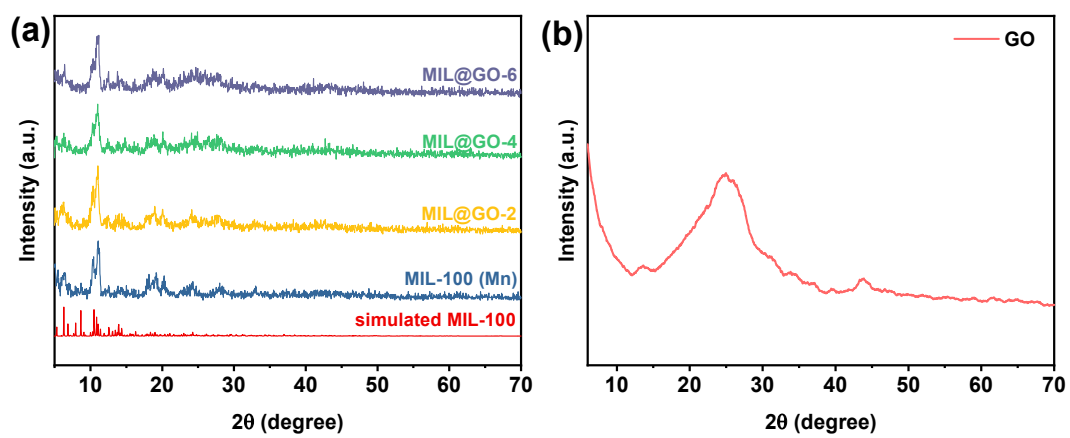 (a)
MIL@GO-6
MIL@GO-4
MIL@GO-2
MIL-100 (Mn)
simulated MIL-100
Intensity (a.u.)
10 20 30 40 50 60 70
2θ (degree)
(b)
GO
Intensity (a.u.)
10 20 30 40 50 60 70
2θ (degree)